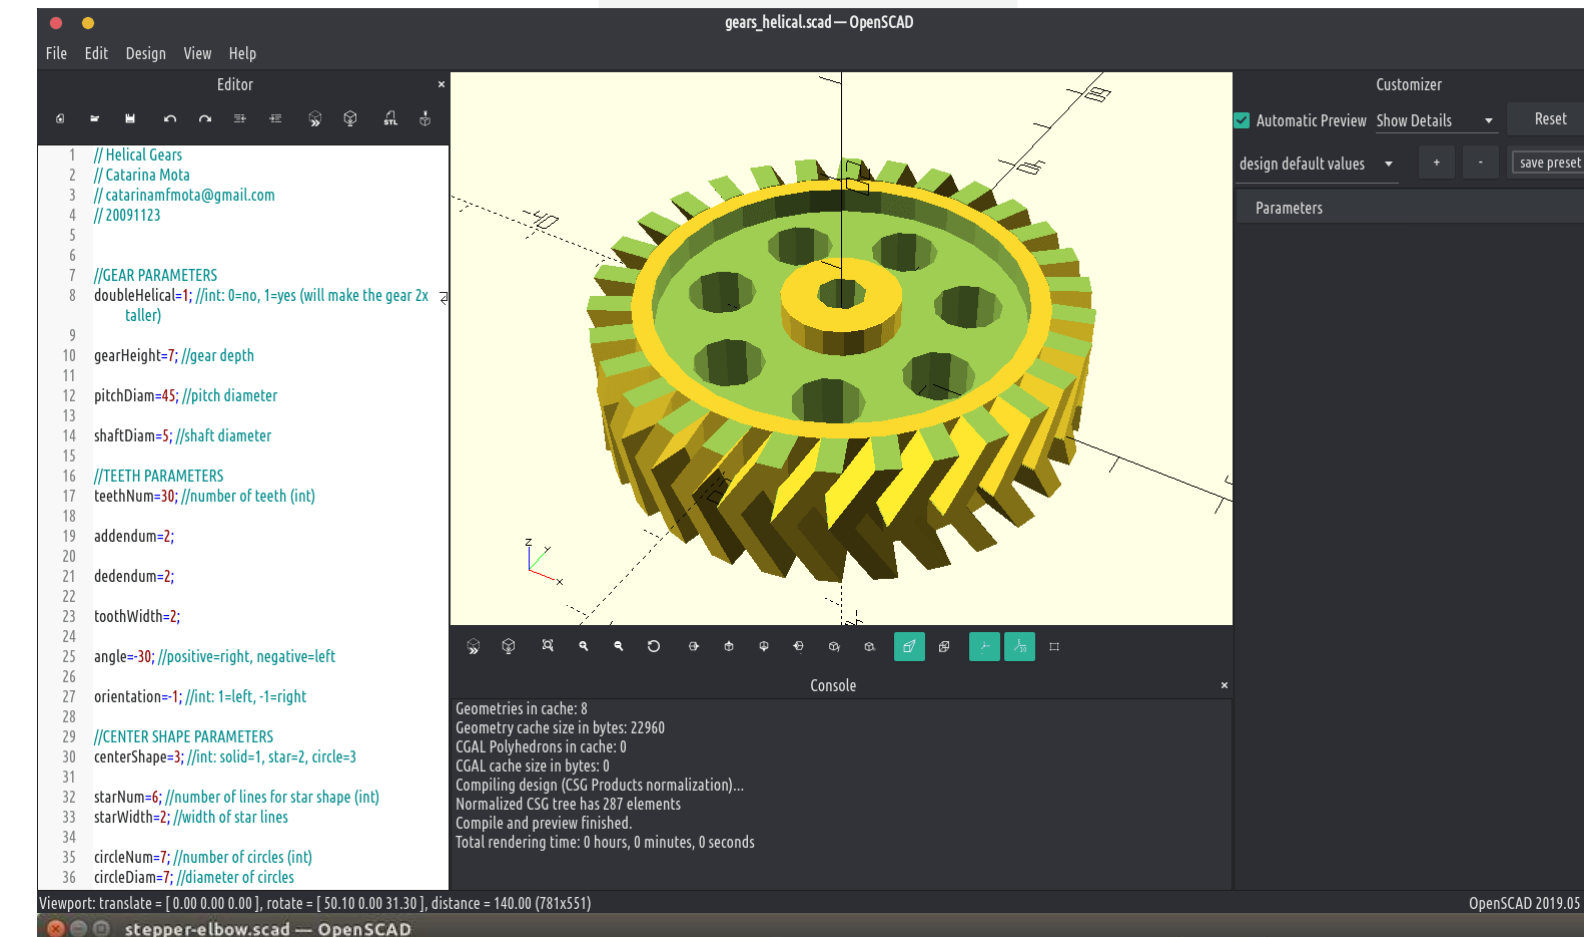 gears_helical.scad — OpenSCAD
File Edit Design View Help
Editor
STL
1 // Helical Gears
2 // Catarina Mota
3 // catarinamfmota@gmail.com
4 // 20091123
5
6
7 //GEAR PARAMETERS
8 doubleHelical=1; //int: 0=no, 1=yes (will make the gear 2x
taller)
9
10 gearHeight=7; //gear depth
11
12 pitchDiam=45; //pitch diameter
13
14 shaftDiam=5; //shaft diameter
15
16 //TEETH PARAMETERS
17 teethNum=30; //number of teeth (int)
18
19 addendum=2;
20
21 dedendum=2;
22
23 toothWidth=2;
24
25 angle=-30; //positive=right, negative=left
26
27 orientation=-1; //int: 1=left, -1=right
28
29 //CENTER SHAPE PARAMETERS
30 centerShape=3; //int: solid=1, star=2, circle=3
31
32 starNum=6; //number of lines for star shape (int)
33 starWidth=2; //width of star lines
34
35 circleNum=7; //number of circles (int)
36 circleDiam=7; //diameter of circles
-40
z
y
x
Console
Geometries in cache: 8
Geometry cache size in bytes: 22960
CGAL Polyhedrons in cache: 0
CGAL cache size in bytes: 0
Compiling design (CSG Products normalization)...
Normalized CSG tree has 287 elements
Compile and preview finished.
Total rendering time: 0 hours, 0 minutes, 0 seconds
Customizer
Automatic Preview Show Details Reset
design default values + - save preset
Parameters
Viewport: translate = [ 0.00 0.00 0.00 ], rotate = [ 50.10 0.00 31.30 ], distance = 140.00 (781x551)
OpenSCAD 2019.05
stepper-elbow.scad — OpenSCAD